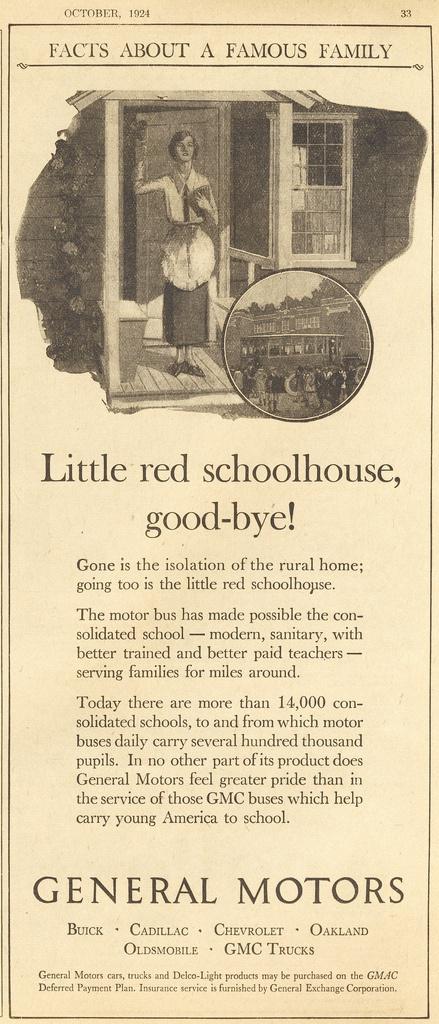 OCTOBER, 1924 33
FACTS ABOUT A FAMOUS FAMILY
Little red schoolhouse,
good-bye!
Gone is the isolation of the rural home;
going too is the little red schoolhouse.
The motor bus has made possible the con-
solidated school — modern, sanitary, with
better trained and better paid teachers —
serving families for miles around.
Today there are more than 14,000 con-
solidated schools, to and from which motor
buses daily carry several hundred thousand
pupils. In no other part of its product does
General Motors feel greater pride than in
the service of those GMC buses which help
carry young America to school.
GENERAL MOTORS
BUICK · CADILLAC · CHEVROLET · OAKLAND
OLDSMOBILE · GMC TRUCKS
General Motors cars, trucks and Delco-Light products may be purchased on the GMAC
Deferred Payment Plan. Insurance service is furnished by General Exchange Corporation.